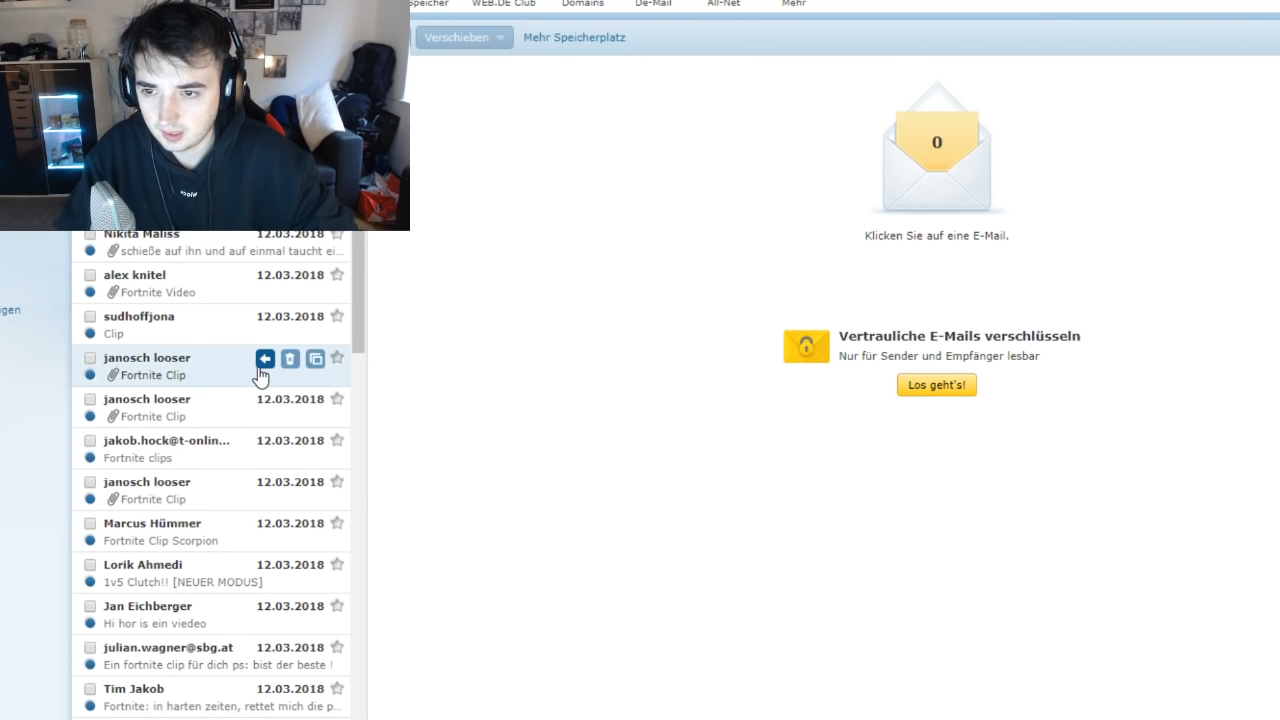 Speicher WEB.DE Club Domains De-Mail All-Net Mehr
Verschieben Mehr Speicherplatz
0
Klicken Sie auf eine E-Mail.
Nikita Maliss 12.03.2018
schieße auf ihn und auf einmal taucht ei...
alex knitel 12.03.2018
Fortnite Video
sudhoffjona 12.03.2018
Clip
janosch looser
Fortnite Clip
janosch looser 12.03.2018
Fortnite Clip
jakob.hock@t-onlin... 12.03.2018
Fortnite clips
janosch looser 12.03.2018
Fortnite Clip
Marcus Hümmer 12.03.2018
Fortnite Clip Scorpion
Lorik Ahmedi 12.03.2018
1v5 Clutch!! [NEUER MODUS]
Jan Eichberger 12.03.2018
Hi hor is ein viedeo
julian.wagner@sbg.at 12.03.2018
Ein fortnite clip für dich ps: bist der beste !
Tim Jakob 12.03.2018
Fortnite: in harten zeiten, rettet mich die p...
Vertrauliche E-Mails verschlüsseln
Nur für Sender und Empfänger lesbar
Los geht's!